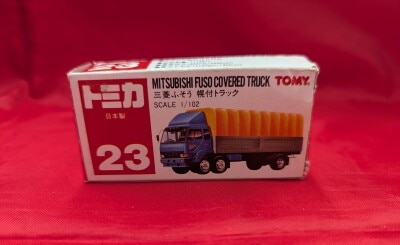 トミカ
日本製
23
MITSUBISHI FUSO COVERED TRUCK TOMY
三菱ふそう 幌付トラック
SCALE 1/102